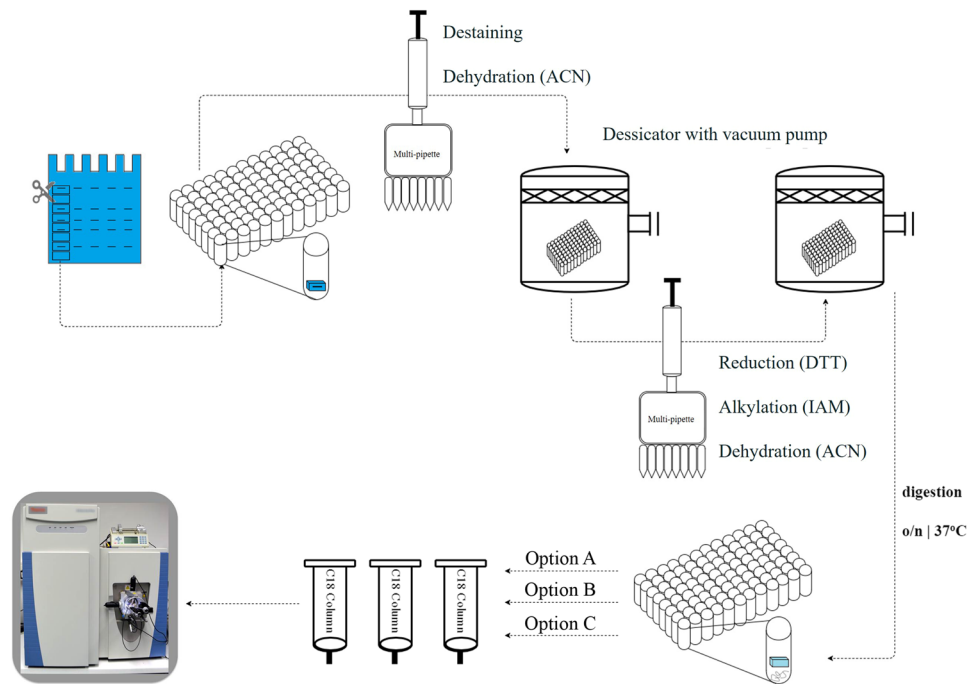 Destaining
Dehydration (ACN)
Multi-pipette
Dessicator with vacuum pump
Reduction (DTT)
Alkylation (IAM)
Dehydration (ACN)
Multi-pipette
digestion
o/n | 37°C
Option A
Option B
Option C
C18 Column
C18 Column
C18 Column